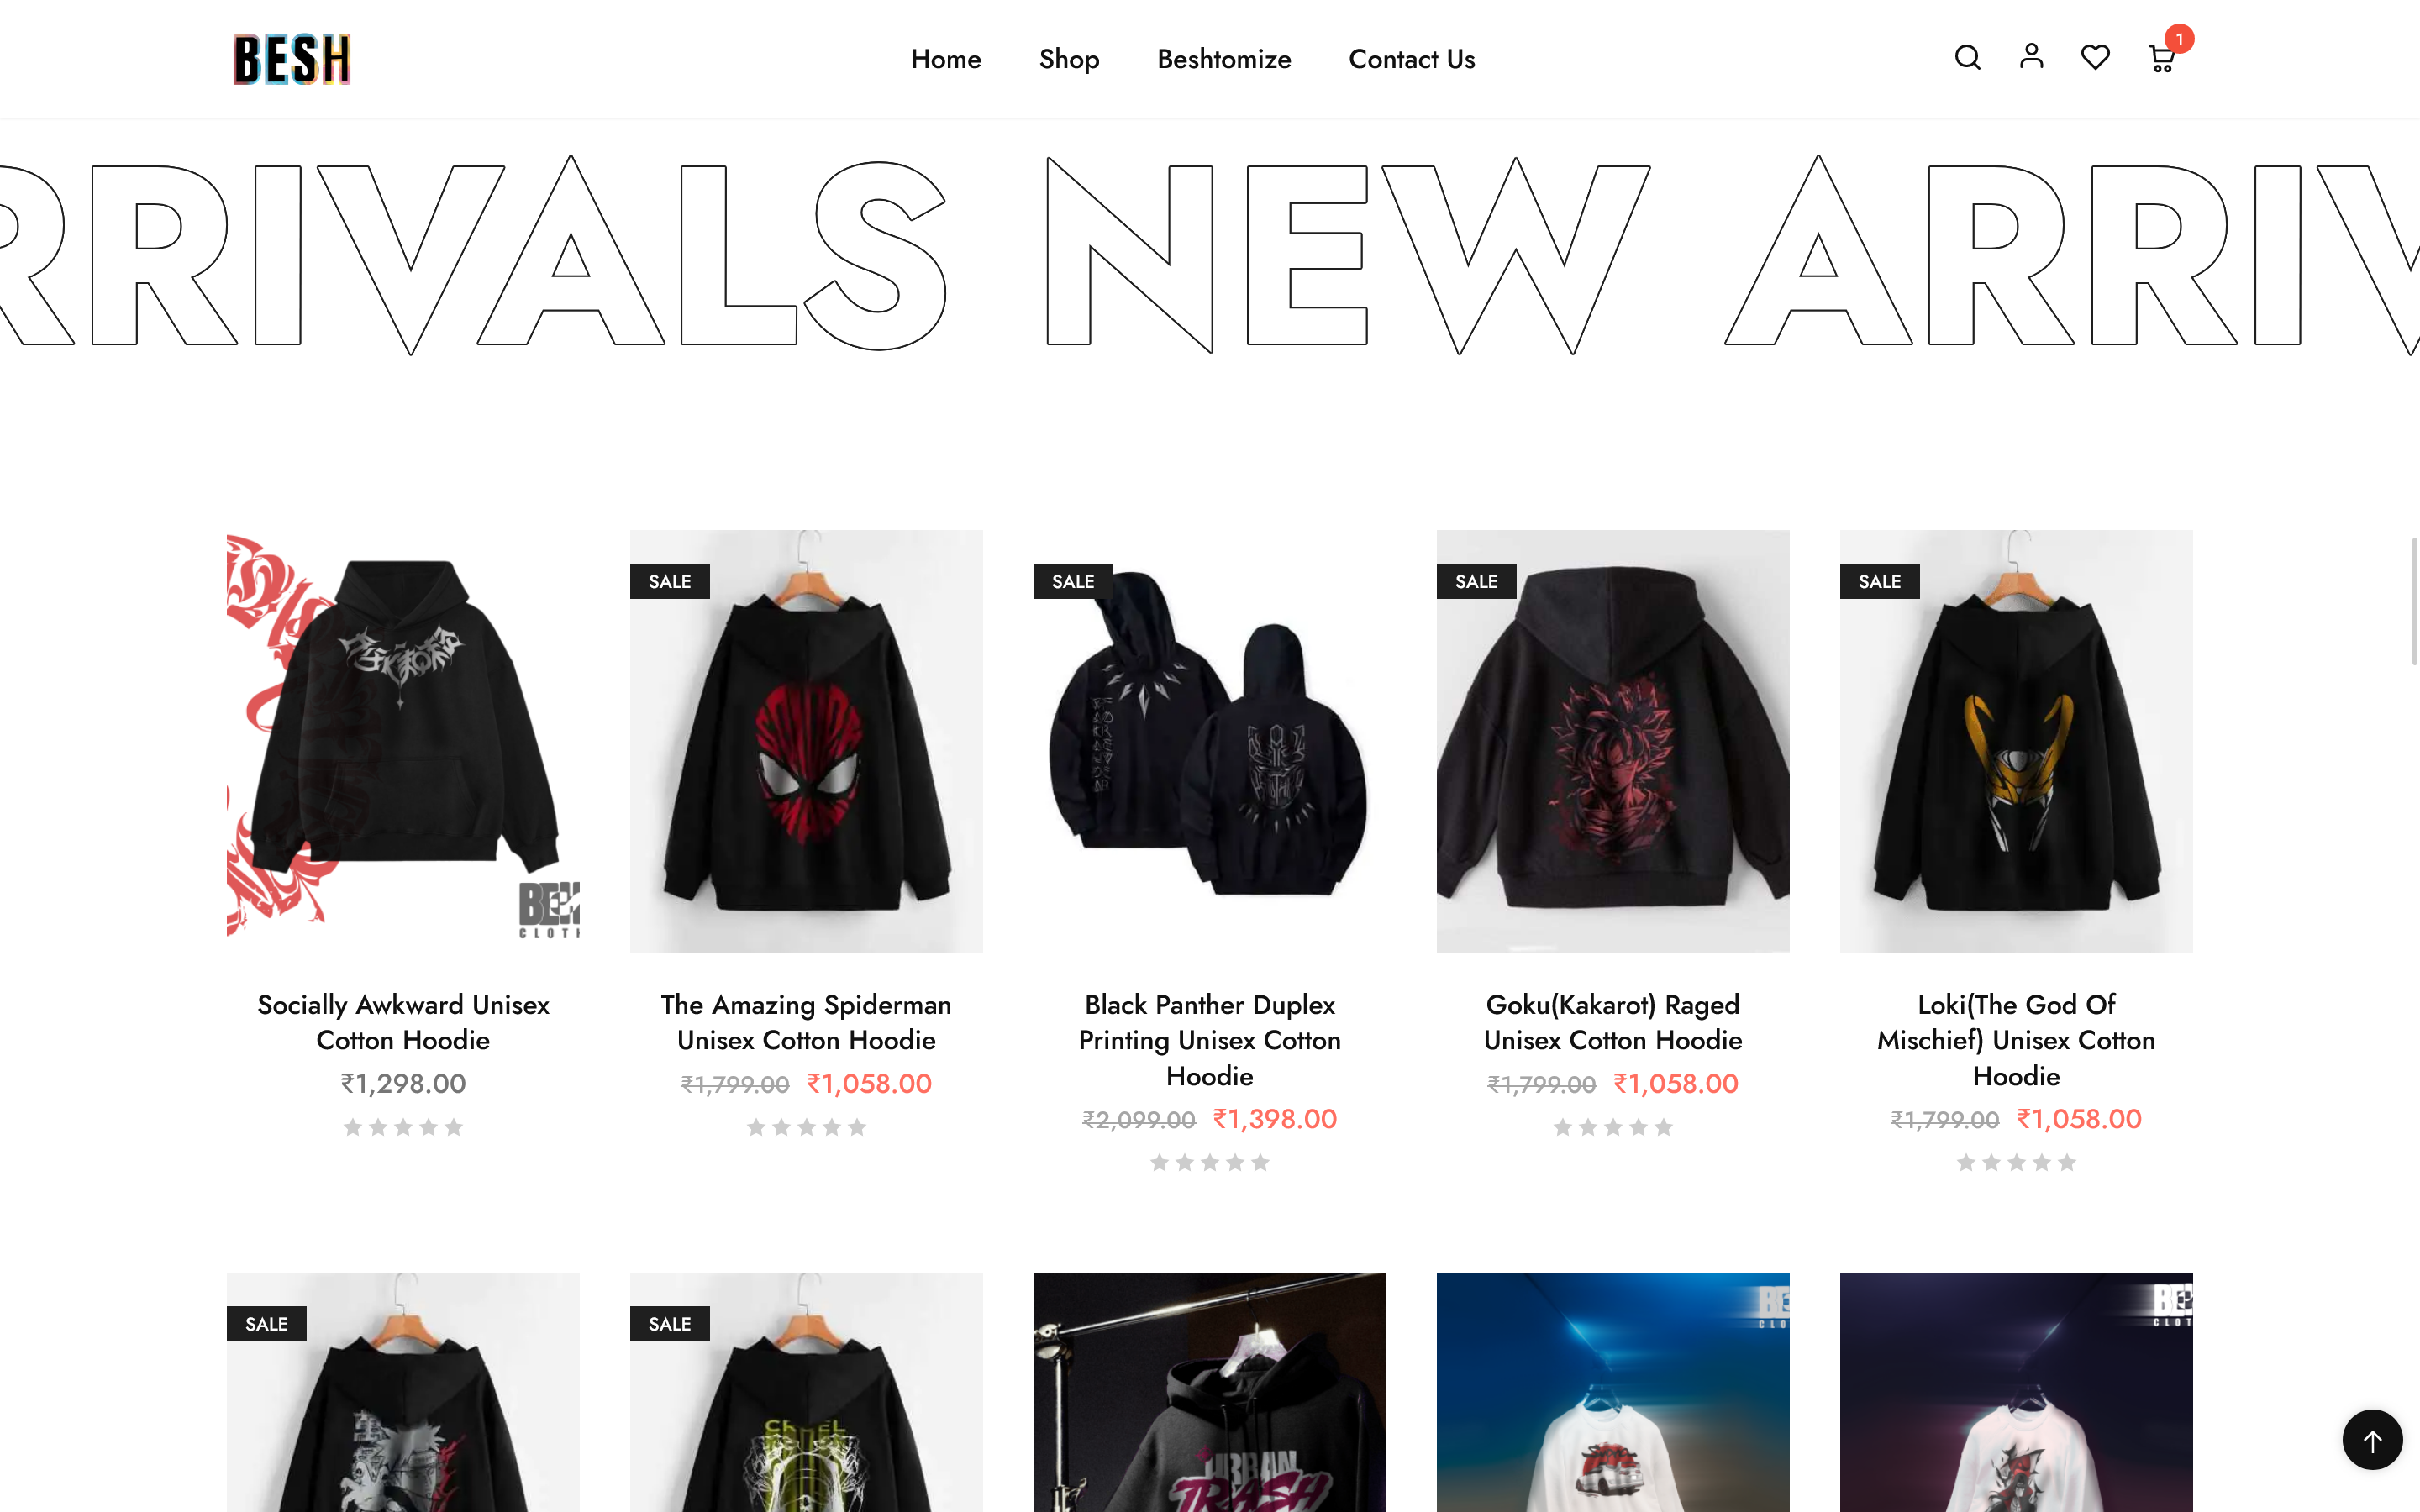 BESH
Home
Shop
Beshtomize
Contact Us
1
RRIVALS NEW ARRIV
SALE
SALE
SALE
SALE
Socially Awkward Unisex
Cotton Hoodie
₹1,298.00
The Amazing Spiderman
Unisex Cotton Hoodie
₹1,799.00 ₹1,058.00
Black Panther Duplex
Printing Unisex Cotton
Hoodie
₹2,099.00 ₹1,398.00
Goku(Kakarot) Raged
Unisex Cotton Hoodie
₹1,799.00 ₹1,058.00
Loki(The God Of
Mischief) Unisex Cotton
Hoodie
₹1,799.00 ₹1,058.00
SALE
SALE
URBAN
TRASH